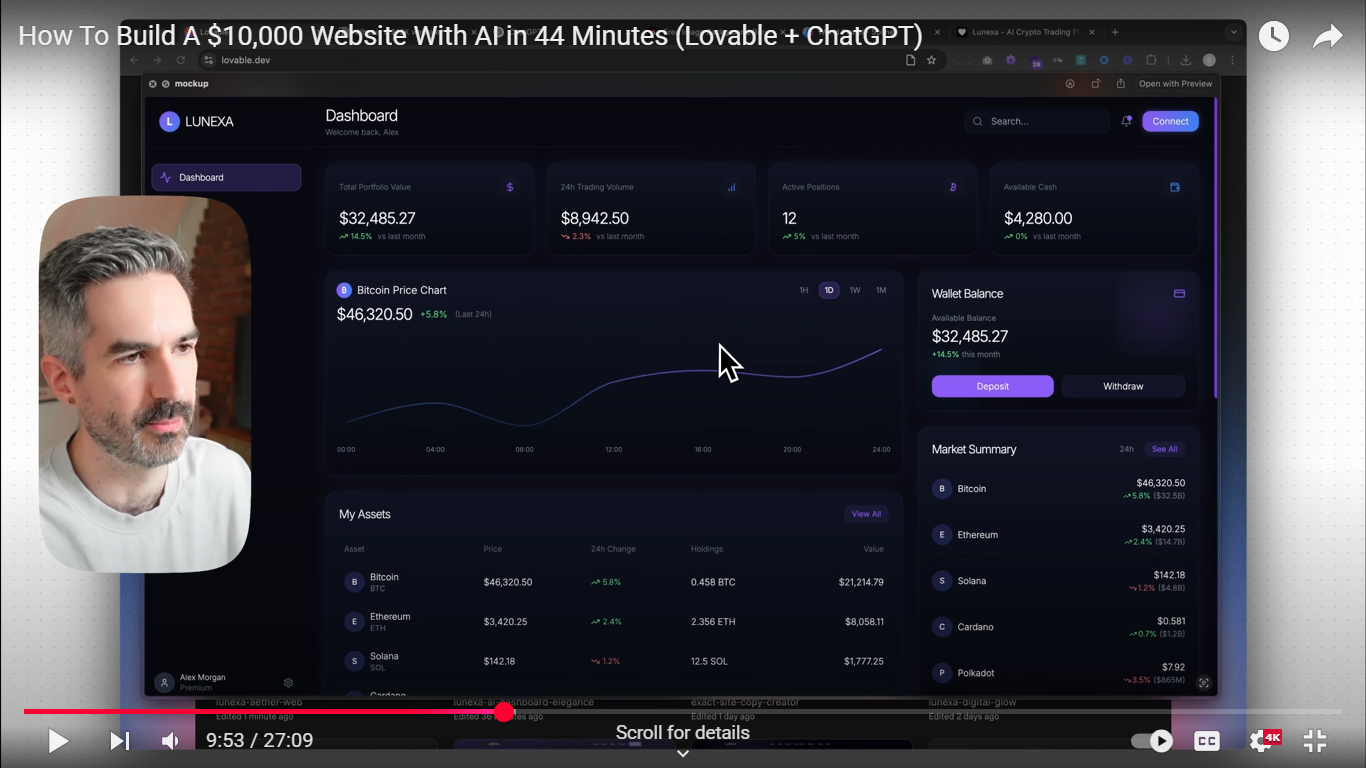 How To Build A $10,000 Website With AI in 44 Minutes (Lovable + ChatGPT)
Lunexa - AI Crypto Trading P
lovable.dev
28
mockup
Open with Preview
L LUNEXA
Dashboard
Welcome back, Alex
Search...
Connect
Dashboard
Total Portfolio Value
$
$32,485.27
14.5% vs last month
24h Trading Volume
$8,942.50
2.3% vs last month
Active Positions
12
5% vs last month
Available Cash
$4,280.00
0% vs last month
B Bitcoin Price Chart
1H 1D 1W 1M
$46,320.50 +5.8% (Last 24h)
00:00 04:00 08:00 12:00 16:00 20:00 24:00
Wallet Balance
Available Balance
$32,485.27
+14.5% this month
Deposit Withdraw
My Assets View All
Asset Price 24h Change Holdings Value
B Bitcoin $46,320.50 5.8% 0.458 BTC $21,214.79
BTC
E Ethereum $3,420.25 2.4% 2.356 ETH $8,058.11
ETH
S Solana $142.18 1.2% 12.5 SOL $1,777.25
SOL
Cardano
Market Summary 24h See All
B Bitcoin $46,320.50
5.8% ($32.5B)
E Ethereum $3,420.25
2.4% ($14.7B)
S Solana $142.18
1.2% ($4.8B)
C Cardano $0.581
0.7% ($1.2B)
P Polkadot $7.92
3.5% ($865M)
Alex Morgan
Premium
lunexa-aether-web
Edited 1 minute ago
lunexa-ai-dashboard-elegance
exact-site-copy-creator
Edited 1 day ago
lunexa-digital-glow
Edited 2 days ago
9:53 / 27:09
Scroll for details
CC
4K